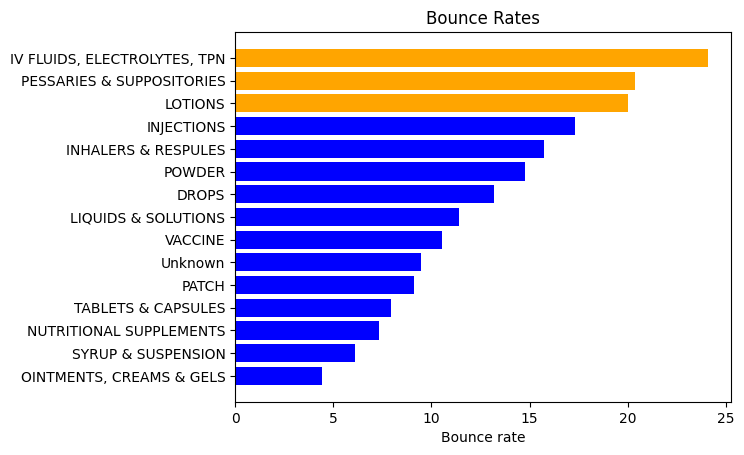 Bounce Rates
IV FLUIDS, ELECTROLYTES, TPN
PESSARIES & SUPPOSITORIES
LOTIONS
INJECTIONS
INHALERS & RESPULES
POWDER
DROPS
LIQUIDS & SOLUTIONS
VACCINE
Unknown
PATCH
TABLETS & CAPSULES
NUTRITIONAL SUPPLEMENTS
SYRUP & SUSPENSION
OINTMENTS, CREAMS & GELS
0 5 10 15 20 25
Bounce rate